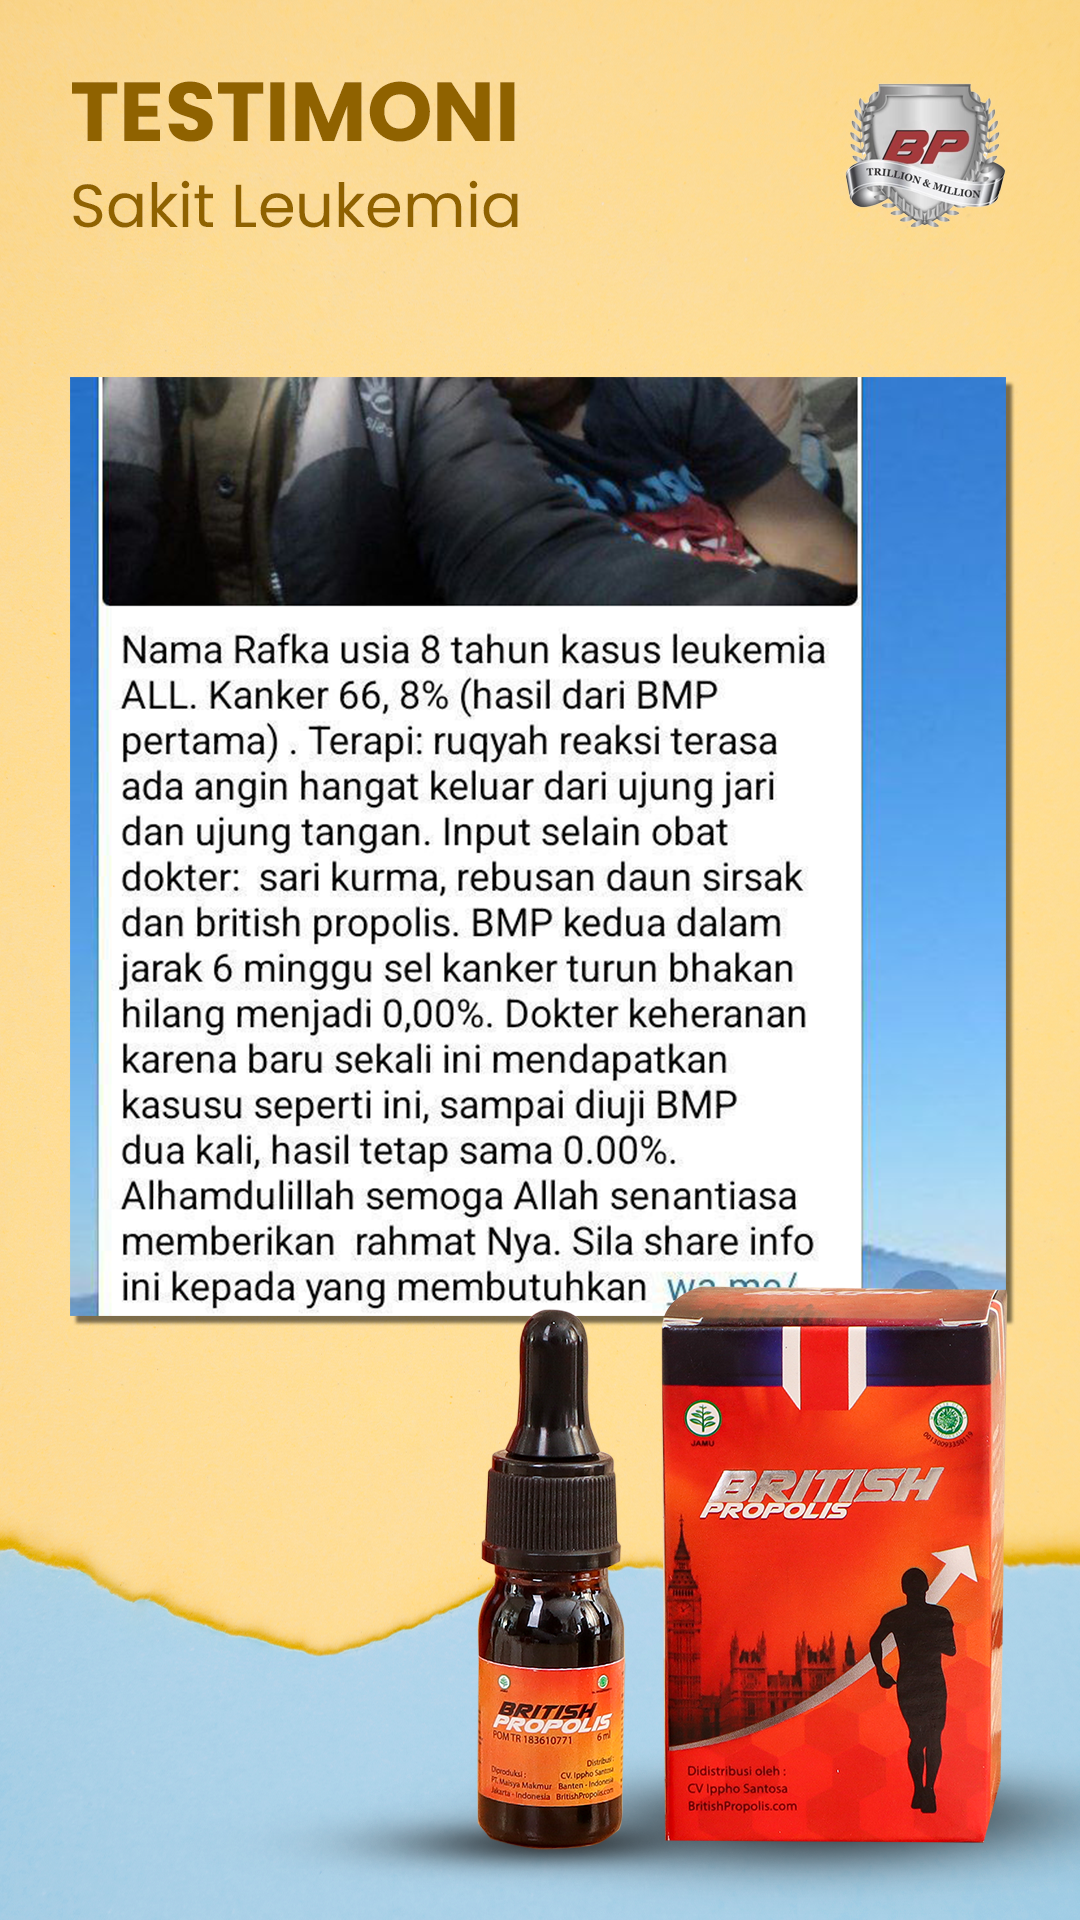 TESTIMONI
Sakit Leukemia
BP
TRILLION & MILLION
Nama Rafka usia 8 tahun kasus leukemia
ALL. Kanker 66, 8% (hasil dari BMP
pertama) . Terapi: ruqyah reaksi terasa
ada angin hangat keluar dari ujung jari
dan ujung tangan. Input selain obat
dokter:  sari kurma, rebusan daun sirsak
dan british propolis. BMP kedua dalam
jarak 6 minggu sel kanker turun bhakan
hilang menjadi 0,00%. Dokter keheranan
karena baru sekali ini mendapatkan
kasusu seperti ini, sampai diuji BMP
dua kali, hasil tetap sama 0.00%.
Alhamdulillah semoga Allah senantiasa
memberikan  rahmat Nya. Sila share info
ini kepada yang membutuhkan  wa.me/
JAMU
BRITISH
PROPOLIS
Didistribusi oleh :
CV Ippho Santosa
BritishPropolis.com
BRITISH
PROPOLIS
POM TR 183610771 6 ml
Diproduksi :
PT. Maisya Makmur
Jakarta - Indonesia
Distribusi :
CV. Ippho Santosa
Banten - Indonesia
BritishPropolis.com